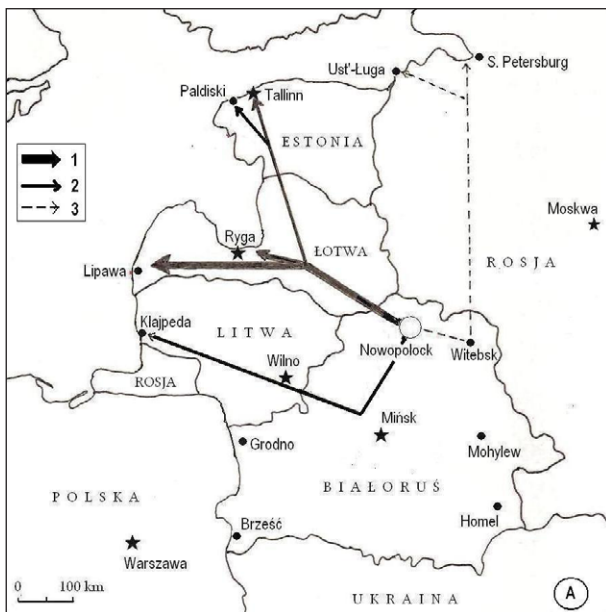 S. Petersburg
Ust'-Ługa
Paldiski
Tallinn
ESTONIA
1
2
3
Moskwa
Ryga
ŁOTWA
ROSJA
Lipawa
Kłajpeda
LITWA
Nowopolock
Witebsk
Wilno
ROSJA
Mińsk
Grodno
Mohylew
BIAŁORUŚ
POLSKA
Homel
Brześć
Warszawa
0 100 km
UKRAINA
A